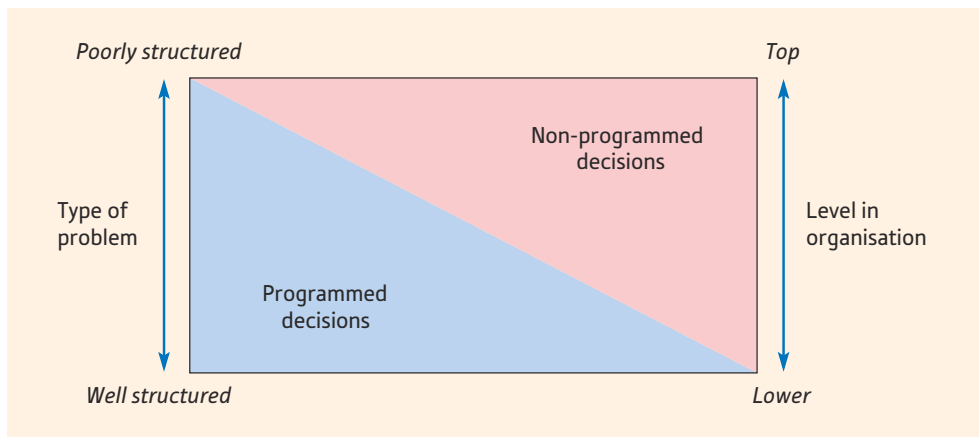 Poorly structured
Top
Non-programmed
decisions
Type of
problem
Level in
organisation
Programmed
decisions
Well structured
Lower